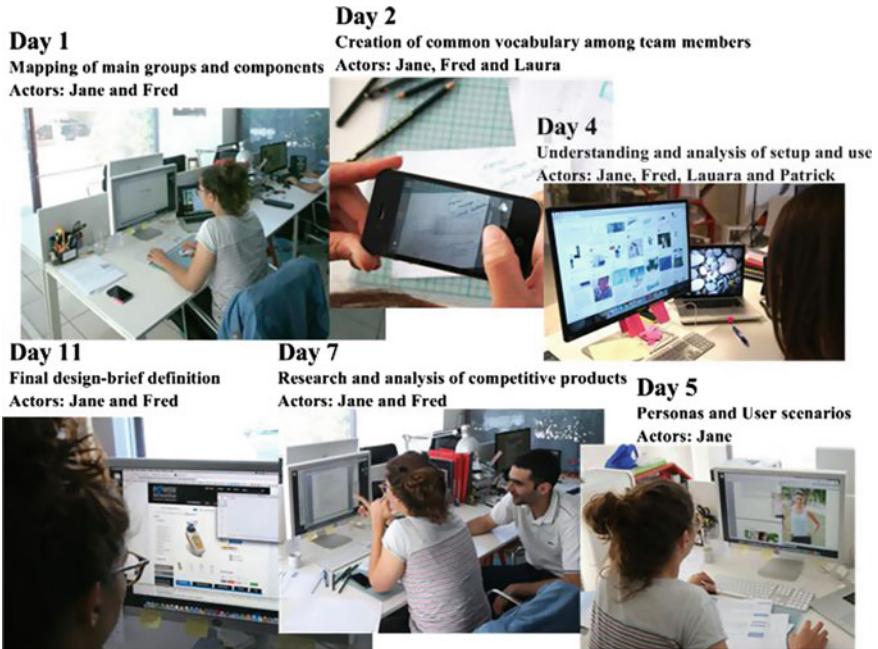 Day 1
Mapping of main groups and components
Actors: Jane and Fred
Day 2
Creation of common vocabulary among team members
Actors: Jane, Fred and Laura
Day 4
Understanding and analysis of setup and use
Actors: Jane, Fred, Lauara and Patrick
Day 11
Final design-brief definition
Actors: Jane and Fred
Day 7
Research and analysis of competitive products
Actors: Jane and Fred
Day 5
Personas and User scenarios
Actors: Jane